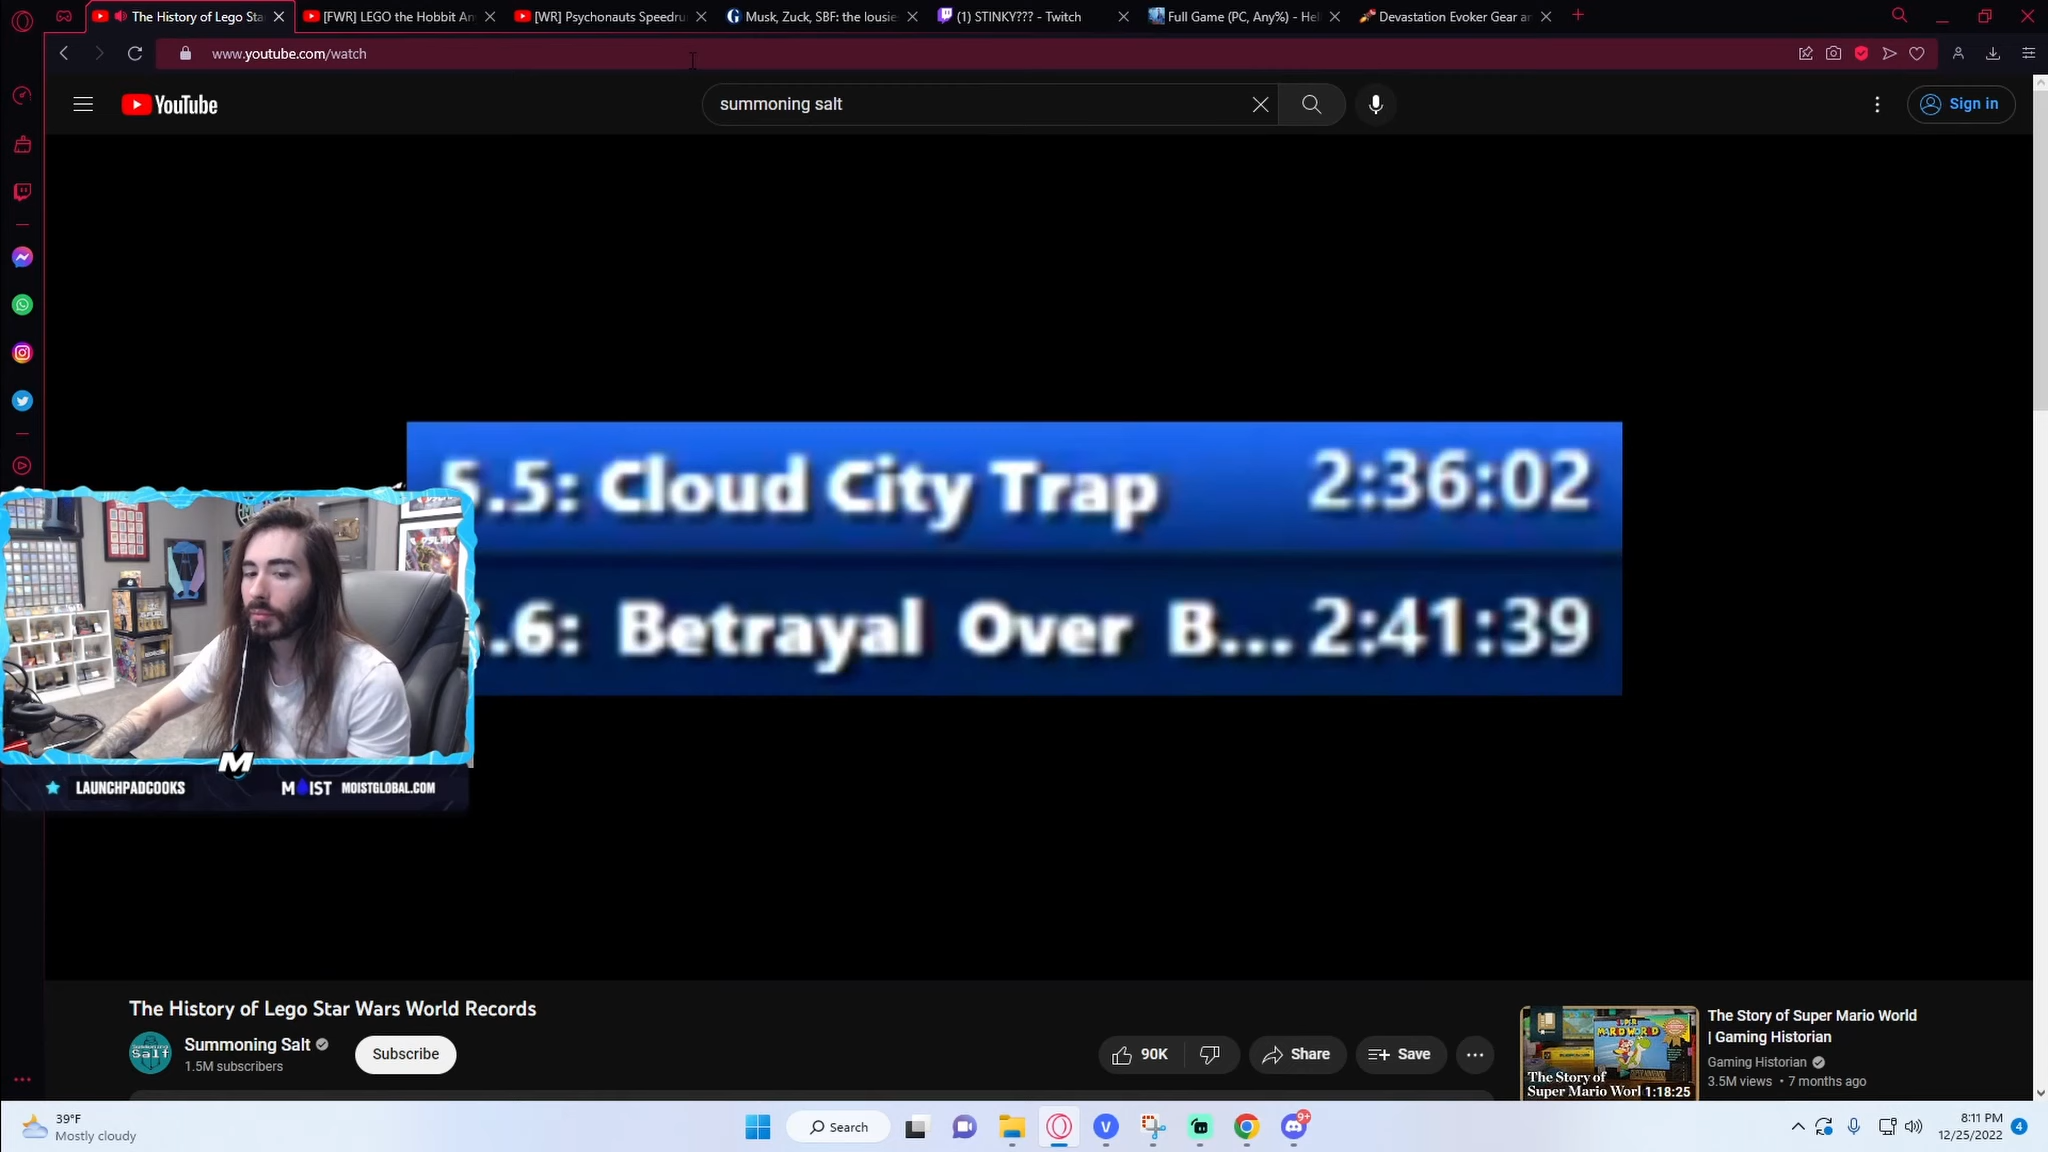 The History of Lego Sta
[FWR] LEGO the Hobbit An
[WR] Psychonauts Speedru
Musk, Zuck, SBF: the lousie
(1) STINKY??? - Twitch
Full Game (PC, Any%) - Hel
Devastation Evoker Gear an
www.youtube.com/watch
YouTube
summoning salt
Sign in
5.5: Cloud City Trap 2:36:02
.6: Betrayal Over B... 2:41:39
LAUNCHPADCOOKS
MOIST MOISTGLOBAL.COM
The History of Lego Star Wars World Records
Summoning Salt
1.5M subscribers
Subscribe
90K
Share
Save
The Story of
Super Mario Worl 1:18:25
The Story of Super Mario World
| Gaming Historian
Gaming Historian
3.5M views • 7 months ago
39°F
Mostly cloudy
Search
9+
8:11 PM
12/25/2022
4